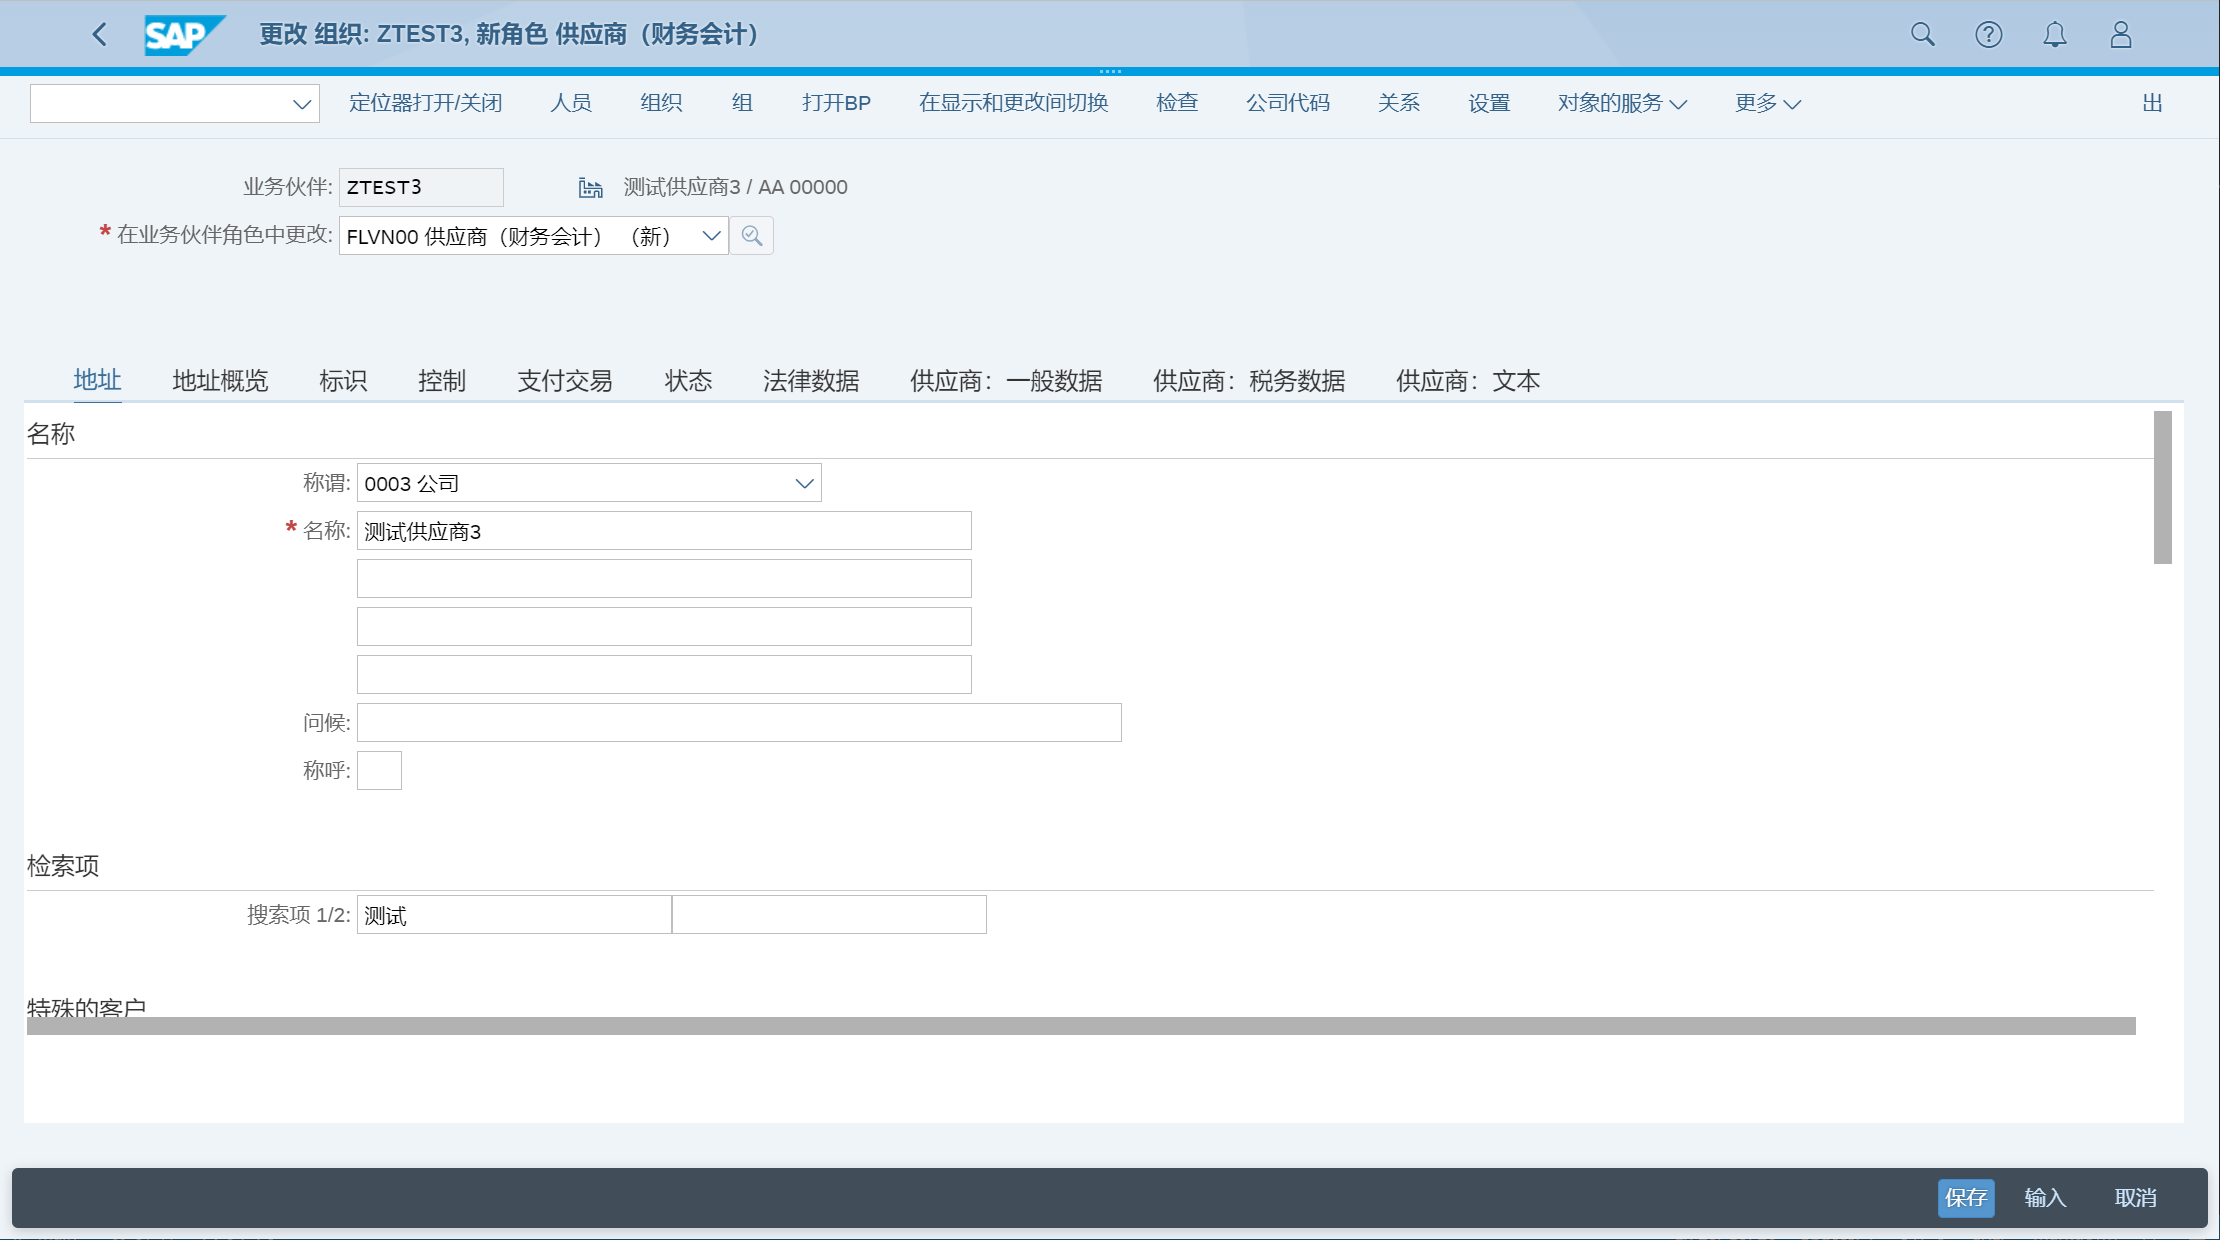 SAP 更改 组织: ZTEST3, 新角色 供应商（财务会计）
定位器打开/关闭 人员 组织 组 打开BP 在显示和更改间切换 检查 公司代码 关系 设置 对象的服务 更多 出
业务伙伴: ZTEST3 测试供应商3 / AA 00000
* 在业务伙伴角色中更改: FLVN00 供应商（财务会计） （新）
地址 地址概览 标识 控制 支付交易 状态 法律数据 供应商：一般数据 供应商：税务数据 供应商：文本
名称
称谓: 0003 公司
* 名称: 测试供应商3
问候:
称呼:
检索项
搜索项 1/2: 测试
特殊的客户
保存 输入 取消